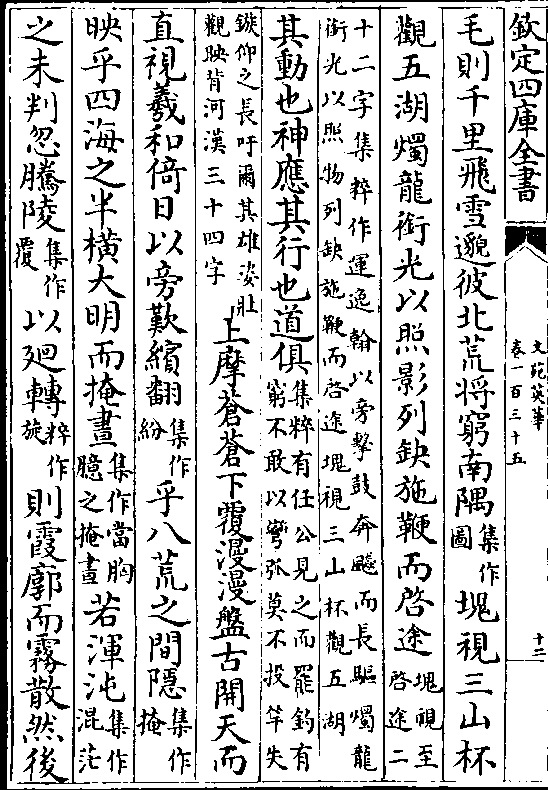 欽定四庫全書
文苑英華
卷一百三十五
十二
毛則千里飛雪邈彼北荒將窮南隅集作圖塊視三山杯
觀五湖燭龍銜光以照影列缺施鞭而啓途塊視至啓途二
十二字集粹作運逸翰以旁擊鼓奔飈而長驅燭龍
銜光以照物列缺施鞭而啓途塊視三山杯觀五湖
其動也神應其行也道俱集粹有任公見之而罷釣有窮不敢以彎張莫不投竿失
鏃仰之長吁爾其雄姿壯觀映背河漢三十四字上摩蒼蒼下覆漫漫盤古開天而
直視羲和倚日以旁歎繽翻集作紛乎八荒之間隱集作掩
映乎四海之半橫大明而掩晝集作當胸臆之掩晝若渾沌集作混茫
之未判忽騰陵集作覆以廻轉粹作旋則霞廓而霧散然後